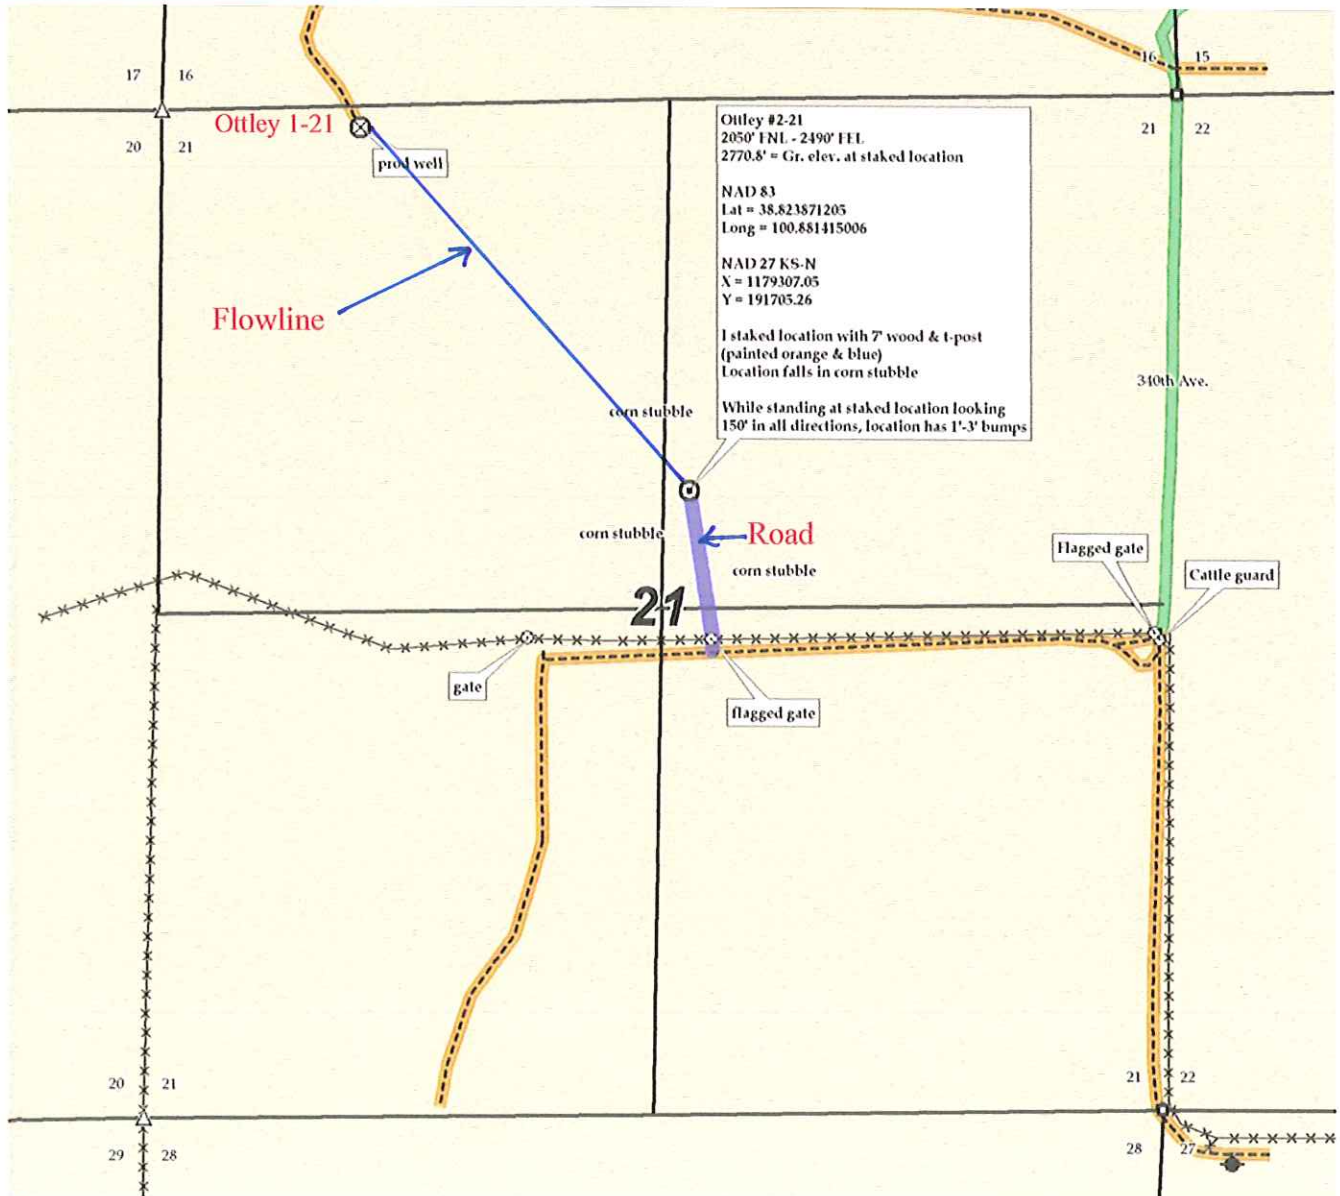 17 16
16 15
Ottley 1-21
20 21
21 22
prod well
Ottley #2-21
2050' FNL - 2490' FEL
2770.8' = Gr. elev. at staked location
NAD 83
Lat = 38.823871205
Long = 100.881415006
NAD 27 KS-N
X = 1179307.05
Y = 191705.26
I staked location with 7' wood & t-post
(painted orange & blue)
Location falls in corn stubble
While standing at staked location looking
150' in all directions, location has 1'-3' bumps
Flowline
340th Ave.
corn stubble
corn stubble
Road
corn stubble
Flagged gate
Cattle guard
21
gate
flagged gate
20 21
21 22
29 28
28 27